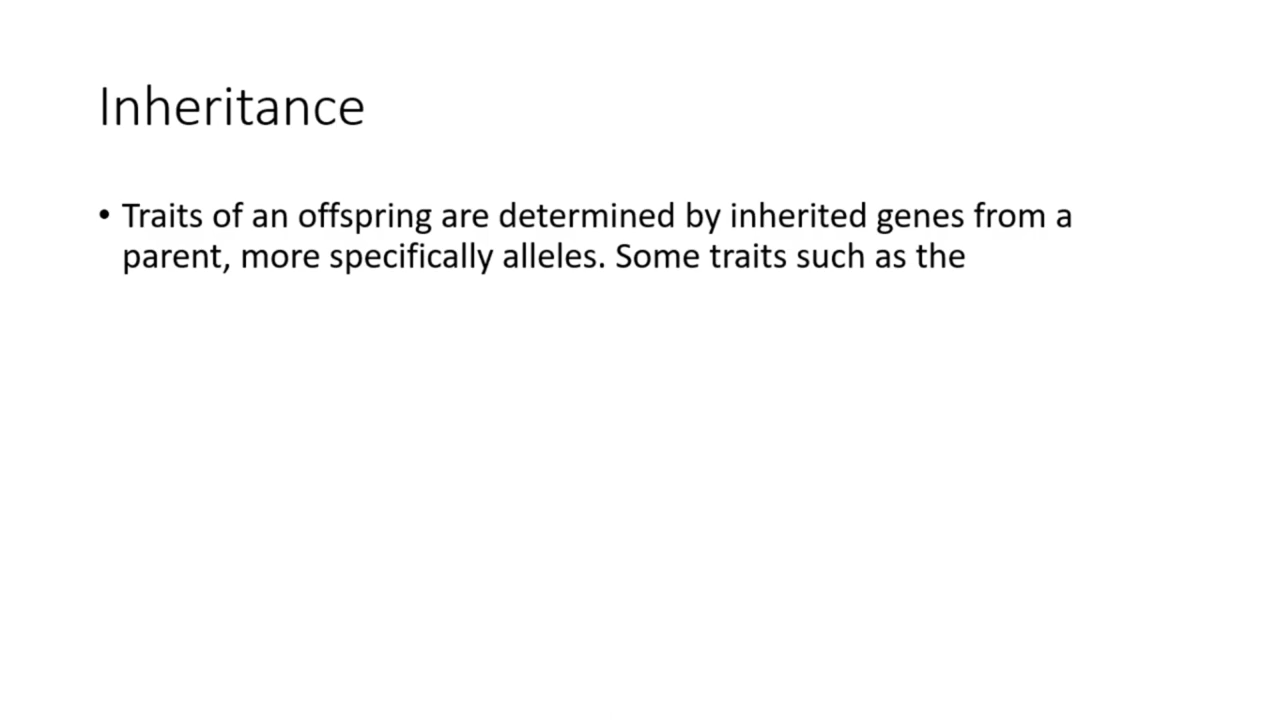 Inheritance
• Traits of an offspring are determined by inherited genes from a
parent, more specifically alleles. Some traits such as the